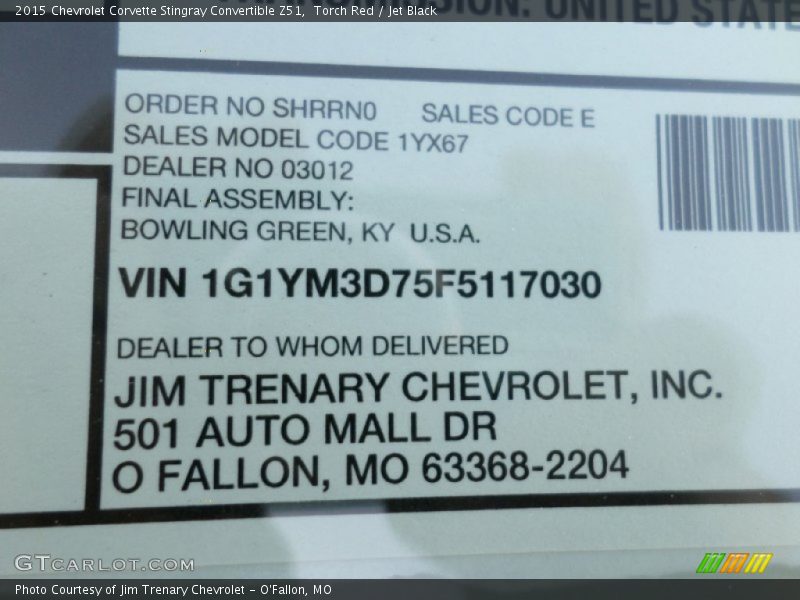 2015 Chevrolet Corvette Stingray Convertible Z51, Torch Red / Jet Black
UNITED STATE
ORDER NO SHRRN0 SALES CODE E
SALES MODEL CODE 1YX67
DEALER NO 03012
FINAL ASSEMBLY:
BOWLING GREEN, KY U.S.A.
VIN 1G1YM3D75F5117030
DEALER TO WHOM DELIVERED
JIM TRENARY CHEVROLET, INC.
501 AUTO MALL DR
O FALLON, MO 63368-2204
GTCARLOT.COM
Photo Courtesy of Jim Trenary Chevrolet - O'Fallon, MO